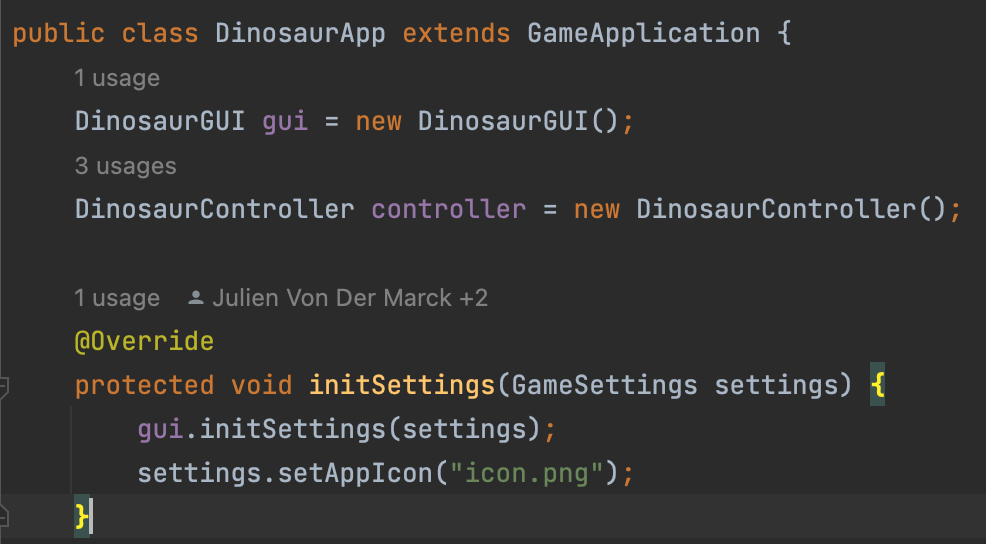 public class DinosaurApp extends GameApplication {
1 usage
DinosaurGUI gui = new DinosaurGUI();
3 usages
DinosaurController controller = new DinosaurController();
1 usage Julien Von Der Marck +2
@Override
protected void initSettings(GameSettings settings) {
gui.initSettings(settings);
settings.setAppIcon("icon.png");
}